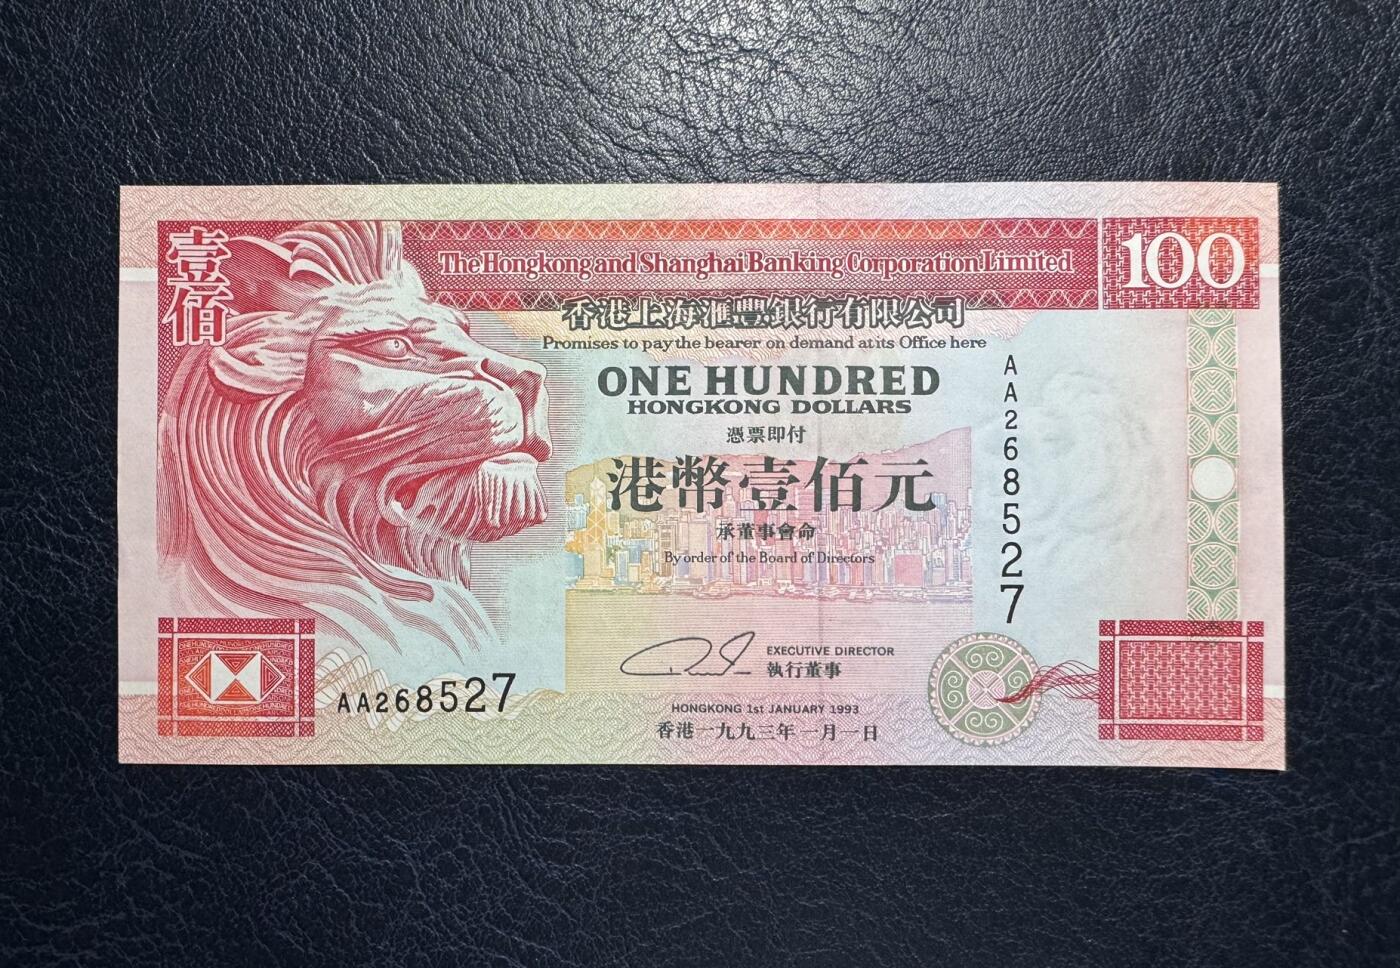 壹佰
The Hongkong and Shanghai Banking Corporation Limited
100
香港上海滙豐銀行有限公司
Promises to pay the bearer on demand at its Office here
ONE HUNDRED
HONGKONG DOLLARS
憑票即付
港幣壹佰元
承董事會命
By order of the Board of Directors
AA268527
EXECUTIVE DIRECTOR
執行董事
AA268527
HONGKONG 1st JANUARY 1993
香港一九九三年一月一日